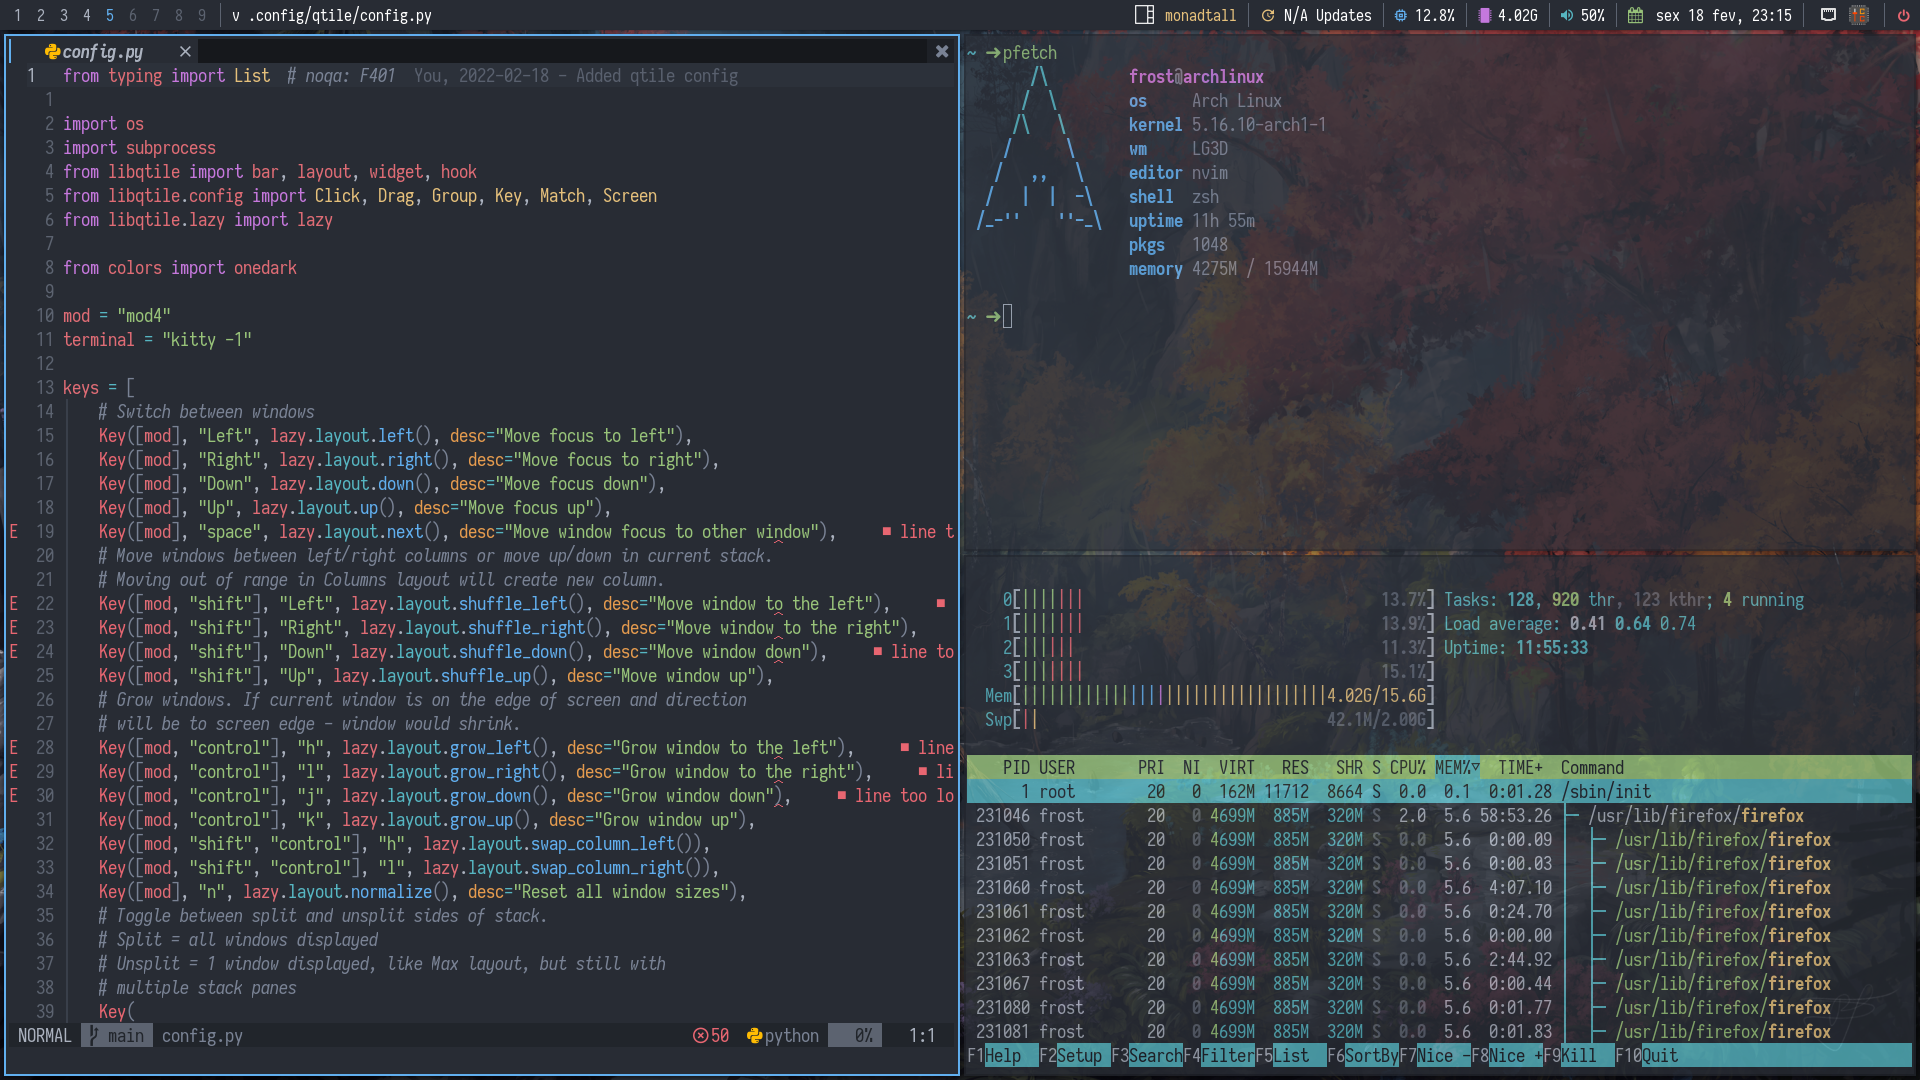 1 2 3 4 5 6 7 8 9 v .config/qtile/config.py monadtall N/A Updates 12.8% 4.02G 50% sex 18 fev, 23:15
config.py
1 from typing import List # noqa: F401 You, 2022-02-18 - Added qtile config
1
2 import os
3 import subprocess
4 from libqtile import bar, layout, widget, hook
5 from libqtile.config import Click, Drag, Group, Key, Match, Screen
6 from libqtile.lazy import lazy
7
8 from colors import onedark
9
10 mod = "mod4"
11 terminal = "kitty -1"
12
13 keys = [
14 # Switch between windows
15 Key([mod], "Left", lazy.layout.left(), desc="Move focus to left"),
16 Key([mod], "Right", lazy.layout.right(), desc="Move focus to right"),
17 Key([mod], "Down", lazy.layout.down(), desc="Move focus down"),
18 Key([mod], "Up", lazy.layout.up(), desc="Move focus up"),
E 19 Key([mod], "space", lazy.layout.next(), desc="Move window focus to other window"), ■ line t
20 # Move windows between left/right columns or move up/down in current stack.
21 # Moving out of range in Columns layout will create new column.
E 22 Key([mod, "shift"], "Left", lazy.layout.shuffle_left(), desc="Move window to the left"), ■
E 23 Key([mod, "shift"], "Right", lazy.layout.shuffle_right(), desc="Move window to the right"),
E 24 Key([mod, "shift"], "Down", lazy.layout.shuffle_down(), desc="Move window down"), ■ line to
25 Key([mod, "shift"], "Up", lazy.layout.shuffle_up(), desc="Move window up"),
26 # Grow windows. If current window is on the edge of screen and direction
27 # will be to screen edge - window would shrink.
E 28 Key([mod, "control"], "h", lazy.layout.grow_left(), desc="Grow window to the left"), ■ line
E 29 Key([mod, "control"], "l", lazy.layout.grow_right(), desc="Grow window to the right"), ■ li
E 30 Key([mod, "control"], "j", lazy.layout.grow_down(), desc="Grow window down"), ■ line too lo
31 Key([mod, "control"], "k", lazy.layout.grow_up(), desc="Grow window up"),
32 Key([mod, "shift", "control"], "h", lazy.layout.swap_column_left()),
33 Key([mod, "shift", "control"], "l", lazy.layout.swap_column_right()),
34 Key([mod], "n", lazy.layout.normalize(), desc="Reset all window sizes"),
35 # Toggle between split and unsplit sides of stack.
36 # Split = all windows displayed
37 # Unsplit = 1 window displayed, like Max layout, but still with
38 # multiple stack panes
39 Key(
NORMAL main config.py 50 python 0% 1:1
~ ➜pfetch
frost@archlinux
os Arch Linux
kernel 5.16.10-arch1-1
wm LG3D
editor nvim
shell zsh
uptime 11h 55m
pkgs 1048
memory 4275M / 15944M
~ ➜
0[||||||| 13.7%] Tasks: 128, 920 thr, 123 kthr; 4 running
1[||||||| 13.9%] Load average: 0.41 0.64 0.74
2[|||||| 11.3%] Uptime: 11:55:33
3[||||||| 15.1%]
Mem[||||||||||||||||||||||||||||||||||4.02G/15.6G]
Swp[|| 42.1M/2.00G]
PID USER PRI NI VIRT RES SHR S CPU% MEM%▽ TIME+ Command
1 root 20 0 162M 11712 8664 S 0.0 0.1 0:01.28 /sbin/init
231046 frost 20 0 4699M 885M 320M S 2.0 5.6 58:53.26 /usr/lib/firefox/firefox
231050 frost 20 0 4699M 885M 320M S 0.0 5.6 0:00.09 /usr/lib/firefox/firefox
231051 frost 20 0 4699M 885M 320M S 0.0 5.6 0:00.03 /usr/lib/firefox/firefox
231060 frost 20 0 4699M 885M 320M S 0.0 5.6 4:07.10 /usr/lib/firefox/firefox
231061 frost 20 0 4699M 885M 320M S 0.0 5.6 0:24.70 /usr/lib/firefox/firefox
231062 frost 20 0 4699M 885M 320M S 0.0 5.6 0:00.00 /usr/lib/firefox/firefox
231063 frost 20 0 4699M 885M 320M S 0.0 5.6 2:44.92 /usr/lib/firefox/firefox
231067 frost 20 0 4699M 885M 320M S 0.0 5.6 0:00.44 /usr/lib/firefox/firefox
231080 frost 20 0 4699M 885M 320M S 0.0 5.6 0:01.77 /usr/lib/firefox/firefox
231081 frost 20 0 4699M 885M 320M S 0.0 5.6 0:01.83 /usr/lib/firefox/firefox
F1Help F2Setup F3SearchF4FilterF5List F6SortByF7Nice -F8Nice +F9Kill F10Quit